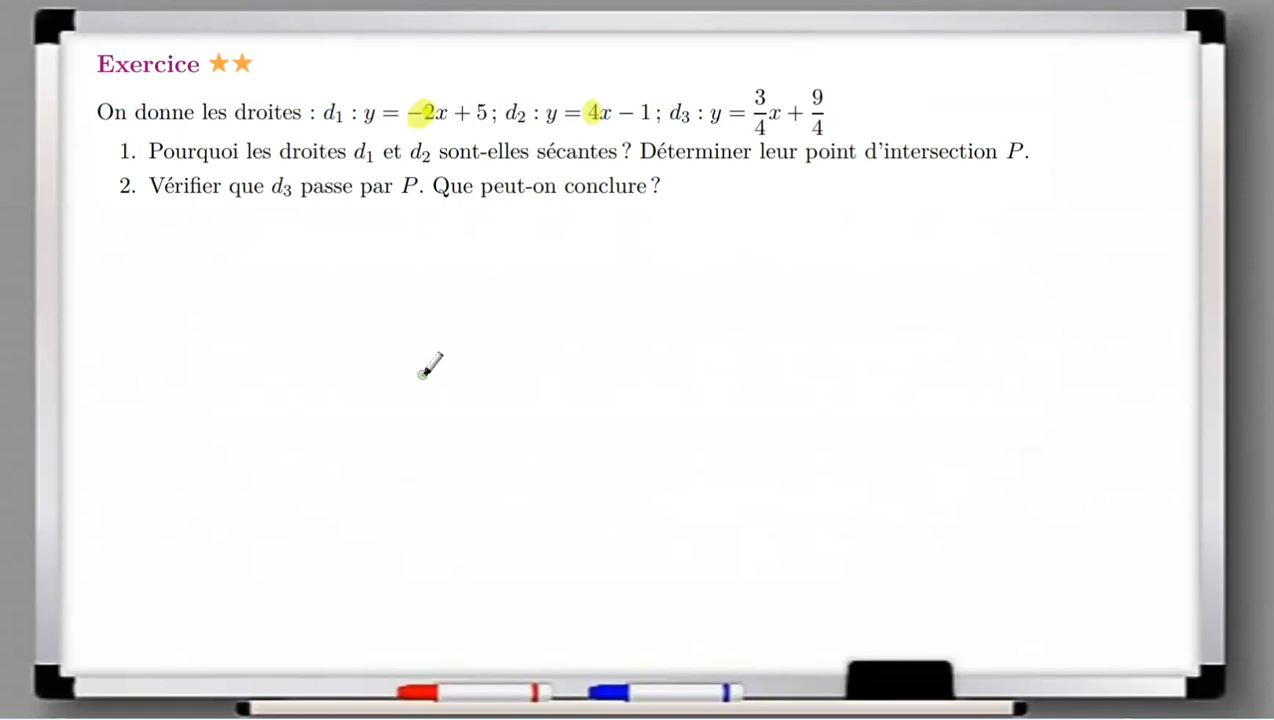 Exercice ★★
On donne les droites : d₁ : y = −2x + 5 ; d₂ : y = 4x − 1 ; d₃ : y = 3/4 x + 9/4
1. Pourquoi les droites d₁ et d₂ sont-elles sécantes ? Déterminer leur point d'intersection P.
2. Vérifier que d₃ passe par P. Que peut-on conclure ?